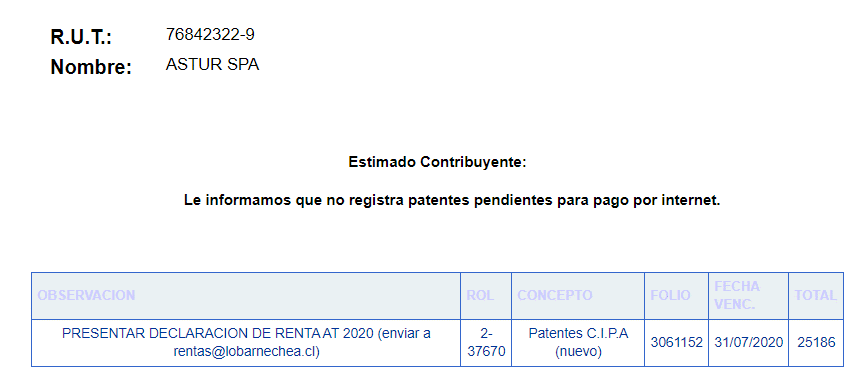 R.U.T.: 76842322-9
Nombre: ASTUR SPA
Estimado Contribuyente:
Le informamos que no registra patentes pendientes para pago por internet.
OBSERVACION ROL CONCEPTO FOLIO FECHA VENC. TOTAL
PRESENTAR DECLARACION DE RENTA AT 2020 (enviar a rentas@lobarnechea.cl) 2-37670 Patentes C.I.P.A (nuevo) 3061152 31/07/2020 25186